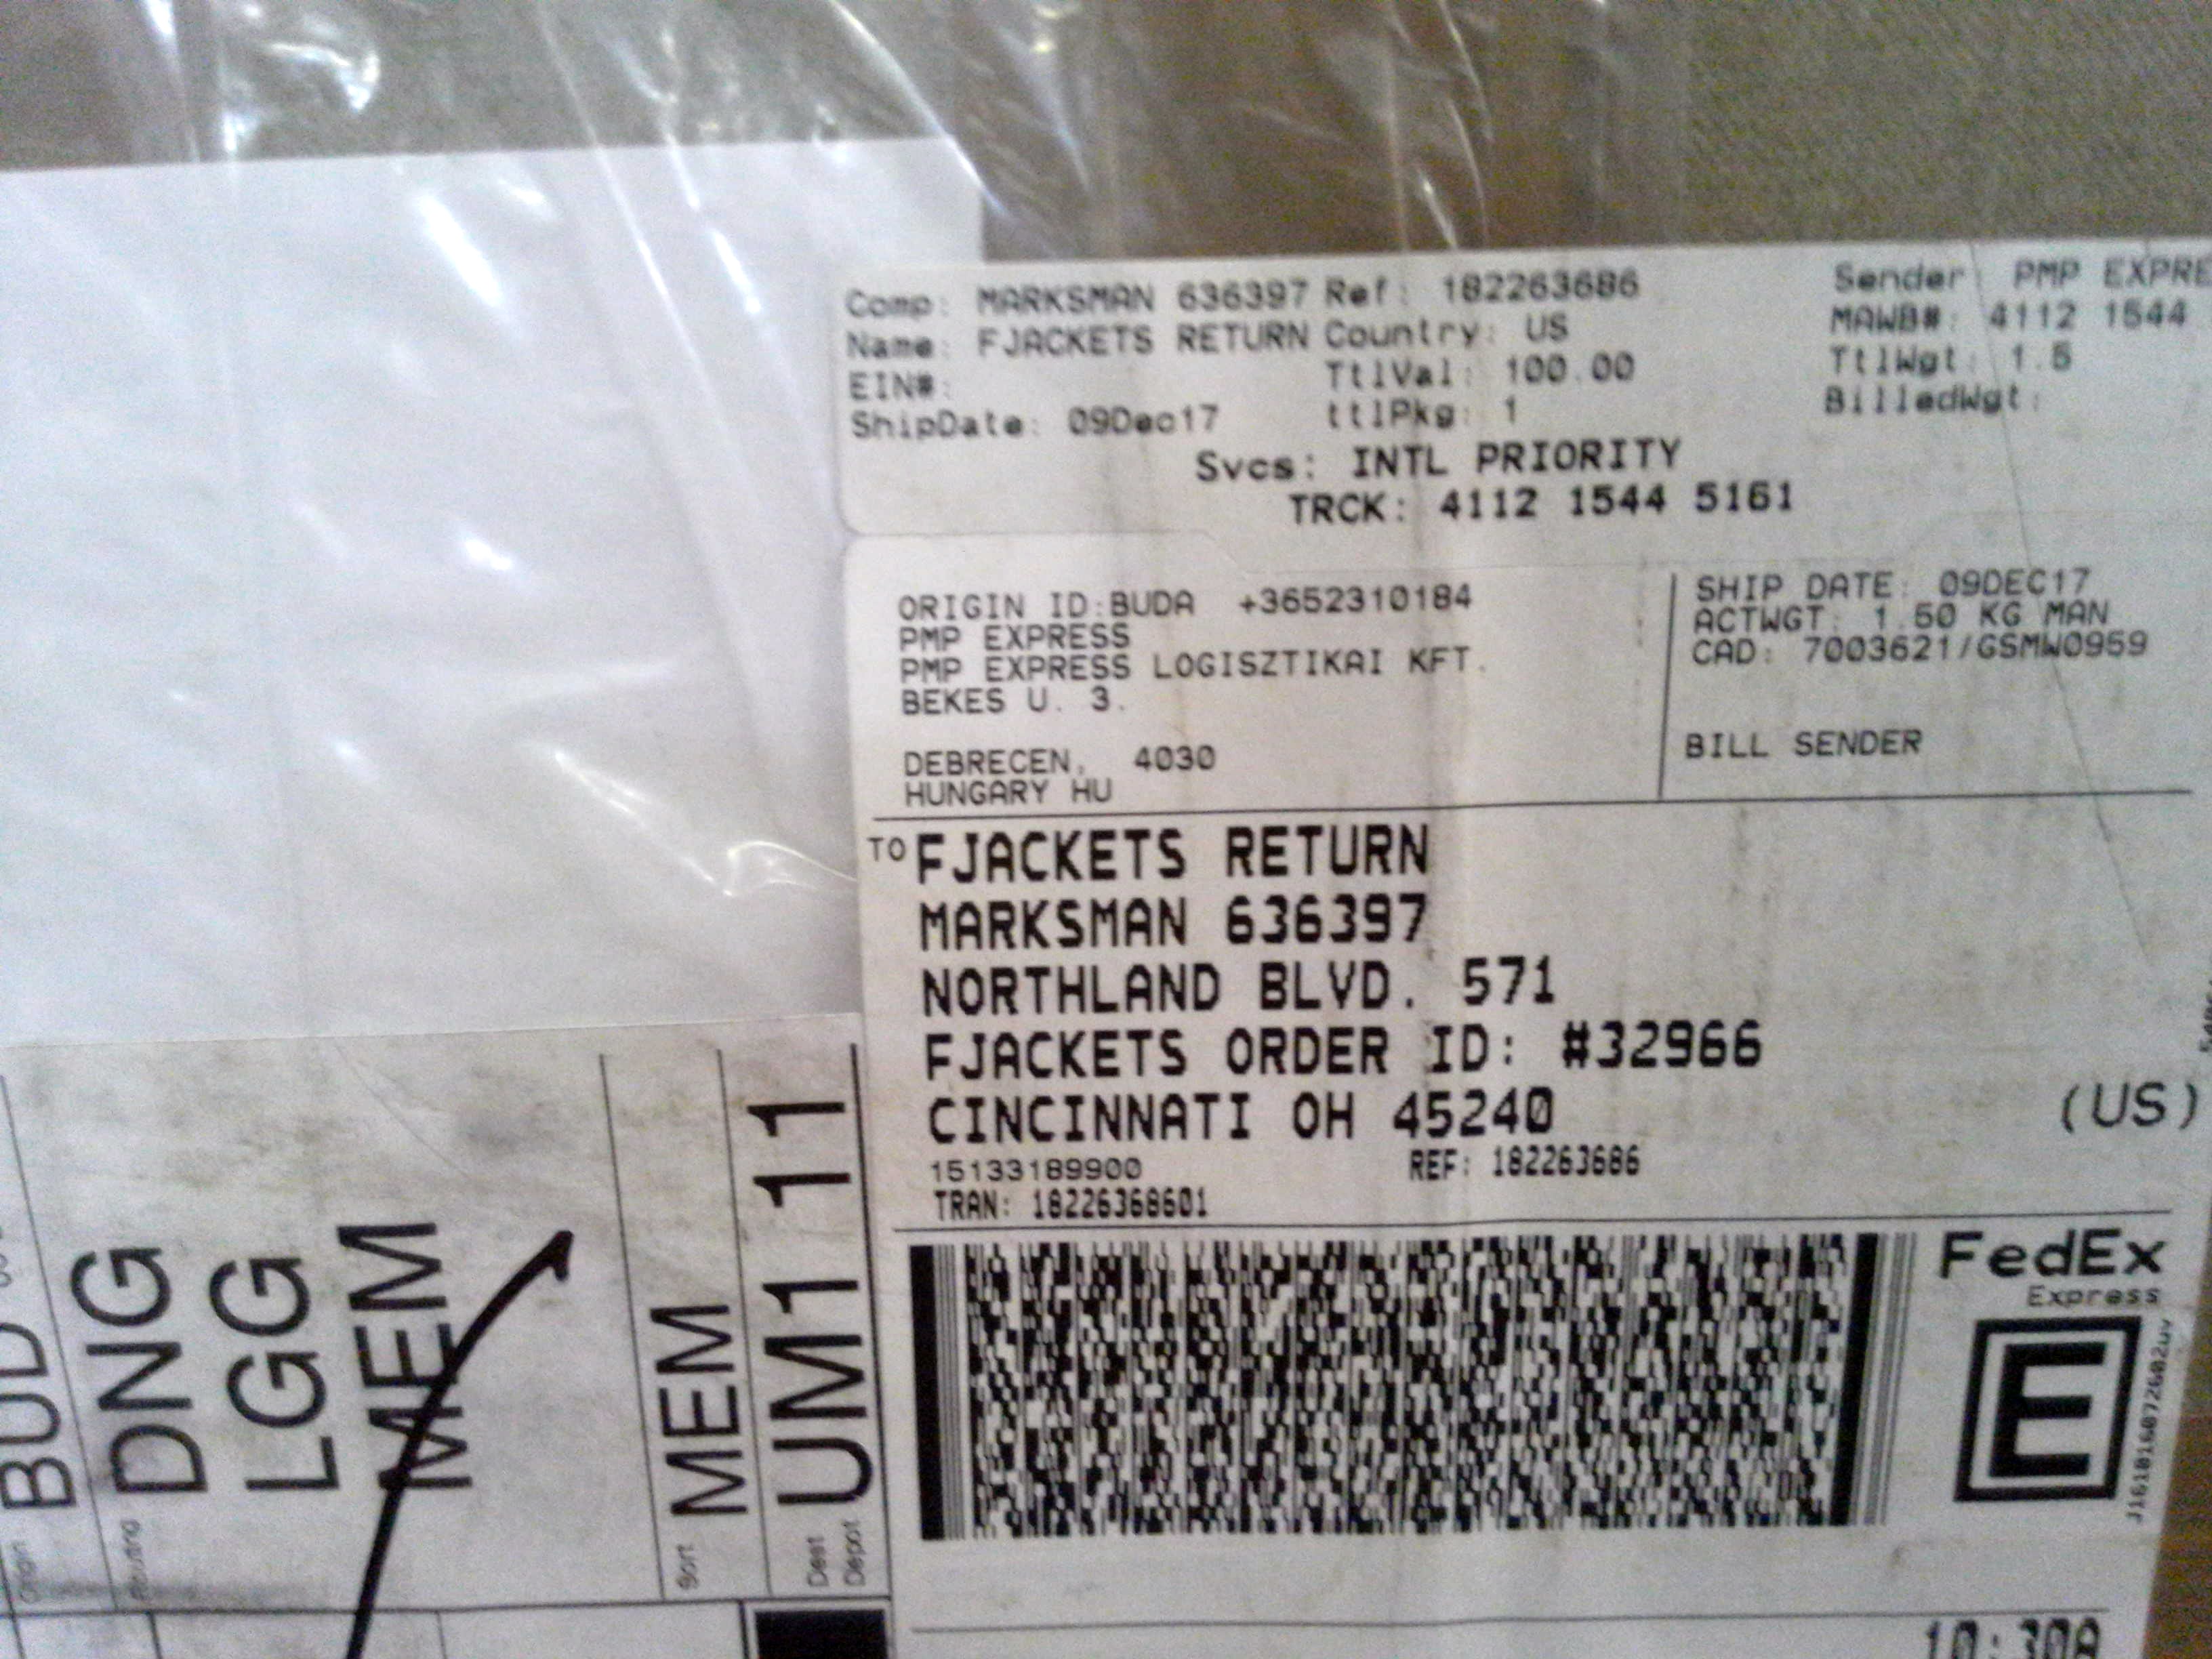 Comp: MARKSMAN 636397 Ref: 182263686 Sender: PMP EXPRE
Name: FJACKETS RETURN Country: US MAWB#: 4112 1544
EIN#: TtlVal: 100.00 TtlWgt: 1.5
ShipDate: 09Dec17 ttlPkg: 1 BilledWgt:
Svcs: INTL PRIORITY
TRCK: 4112 1544 5161
ORIGIN ID:BUDA +3652310184
PMP EXPRESS
PMP EXPRESS LOGISZTIKAI KFT.
BEKES U. 3.
DEBRECEN, 4030
HUNGARY HU
SHIP DATE: 09DEC17
ACTWGT: 1.50 KG MAN
CAD: 7003621/GSMW0959
BILL SENDER
TO FJACKETS RETURN
MARKSMAN 636397
NORTHLAND BLVD. 571
FJACKETS ORDER ID: #32966
CINCINNATI OH 45240
(US)
15133189900 REF: 182263686
TRAN: 18226368601
FedEx
Express
E
J161016072602uv
10:30A
Origin BUD
Routing DNG
LGG
MEM
Sort MEM
Dest
Depot UM1 11